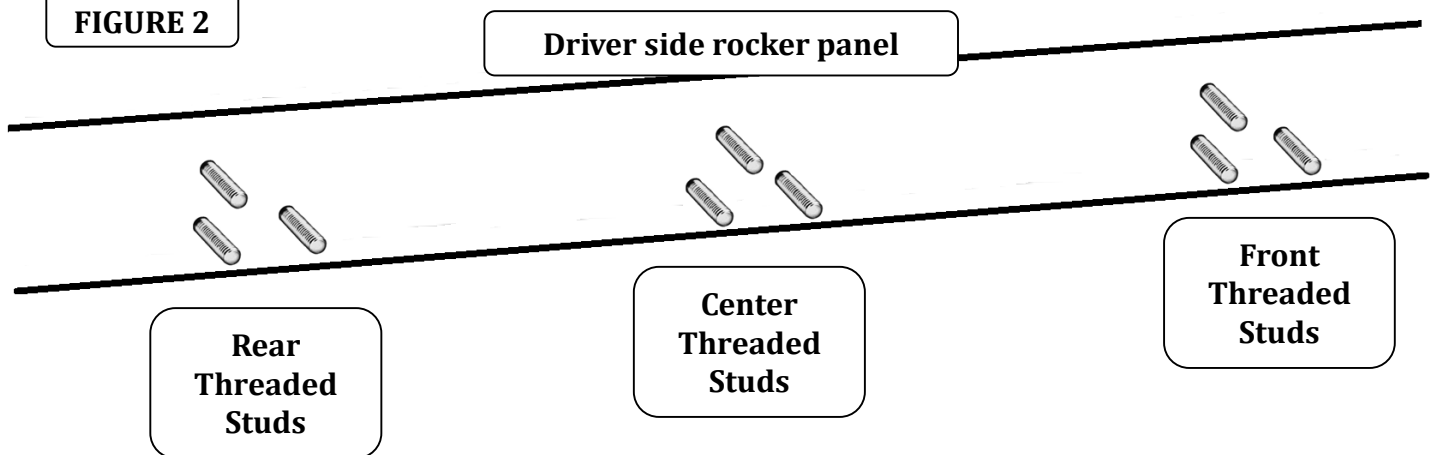 FIGURE 2
Driver side rocker panel
Rear
Threaded
Studs
Center
Threaded
Studs
Front
Threaded
Studs